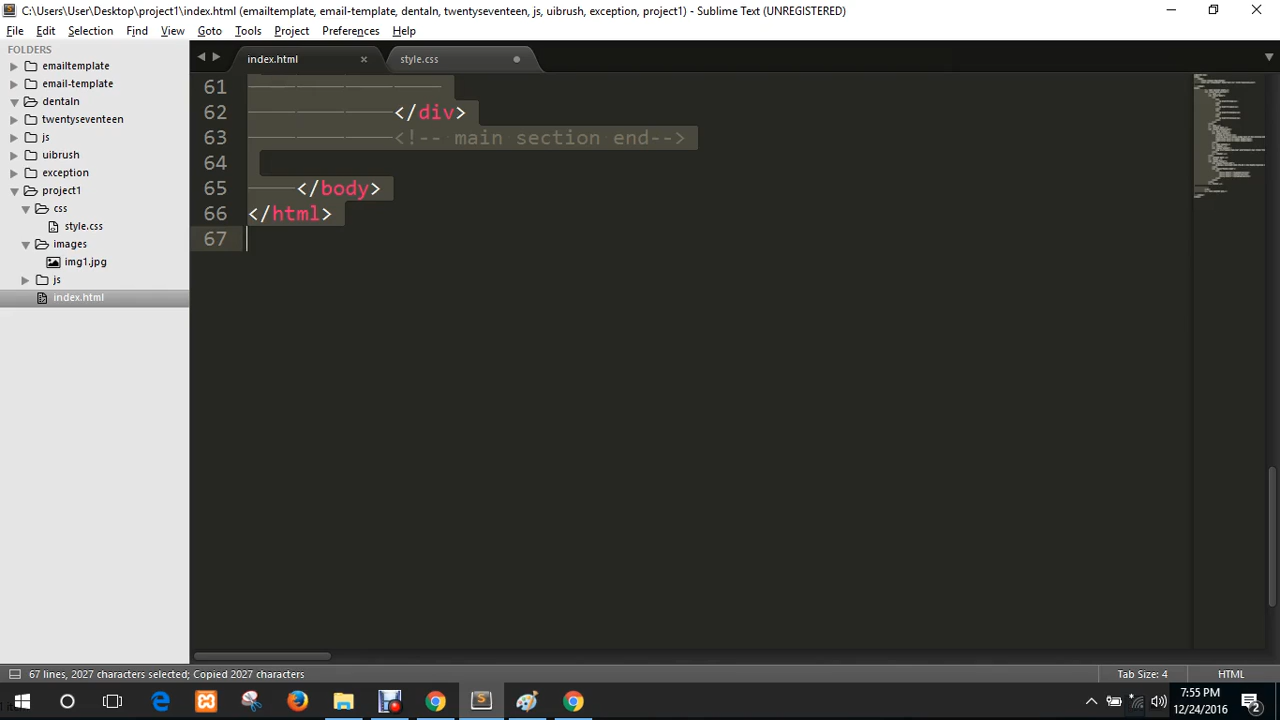 C:\Users\User\Desktop\project1\index.html (emailtemplate, email-template, dentaln, twentyseventeen, js, uibrush, exception, project1) - Sublime Text (UNREGISTERED)
File Edit Selection Find View Goto Tools Project Preferences Help
FOLDERS
emailtemplate
email-template
dentaln
twentyseventeen
js
uibrush
exception
project1
css
style.css
images
img1.jpg
js
index.html
index.html × style.css
61
62 </div>
63 <!-- main section end-->
64
65 </body>
66 </html>
67
67 lines, 2027 characters selected; Copied 2027 characters
Tab Size: 4 HTML
7:55 PM
12/24/2016
2